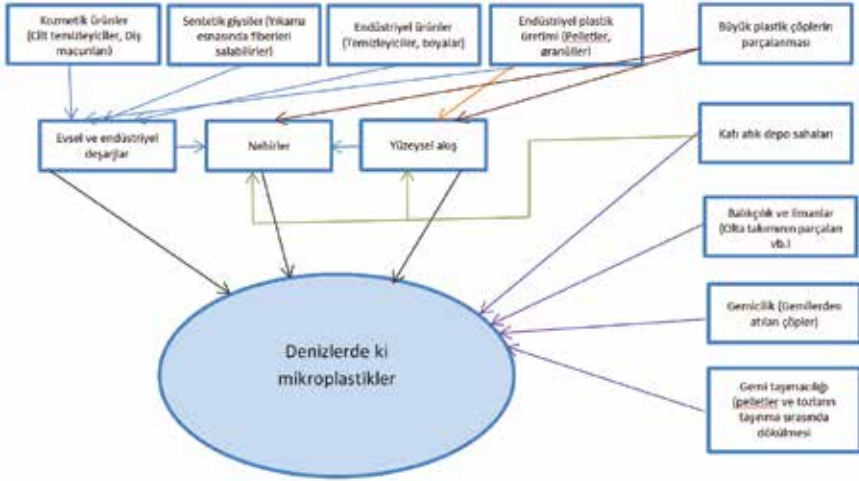 Kozmetik ürünler
(Cilt temizleyiciler, Diş
macunları)
Sentetik giysiler (Yıkama
esnasında fiberleri
salabilirler)
Endüstriyel ürünler
(Temizleyiciler, boyalar)
Endüstriyel plastik
üretimi (Pelletler,
granüller)
Büyük plastik çöplerin
parçalanması
Evsel ve endüstriyel
deşarjlar
Nehirler
Yüzeysel akış
Katı atık depo sahaları
Balıkçılık ve limanlar
(Olta takımının parçaları
vb.)
Gemicilik (Gemilerden
atılan çöpler)
Gemi taşımacılığı
(pelletler ve tozların
taşınma sırasında
dökülmesi
Denizlerde ki
mikroplastikler